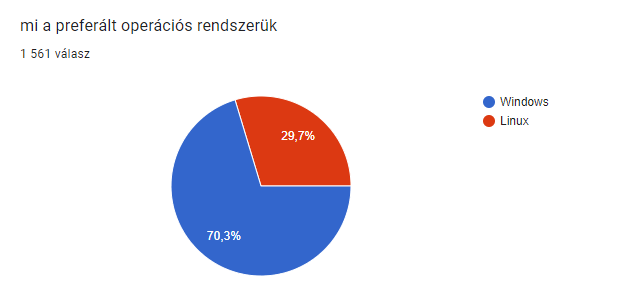 mi a preferált operációs rendszerük
1 561 válasz
Windows
Linux
29,7%
70,3%